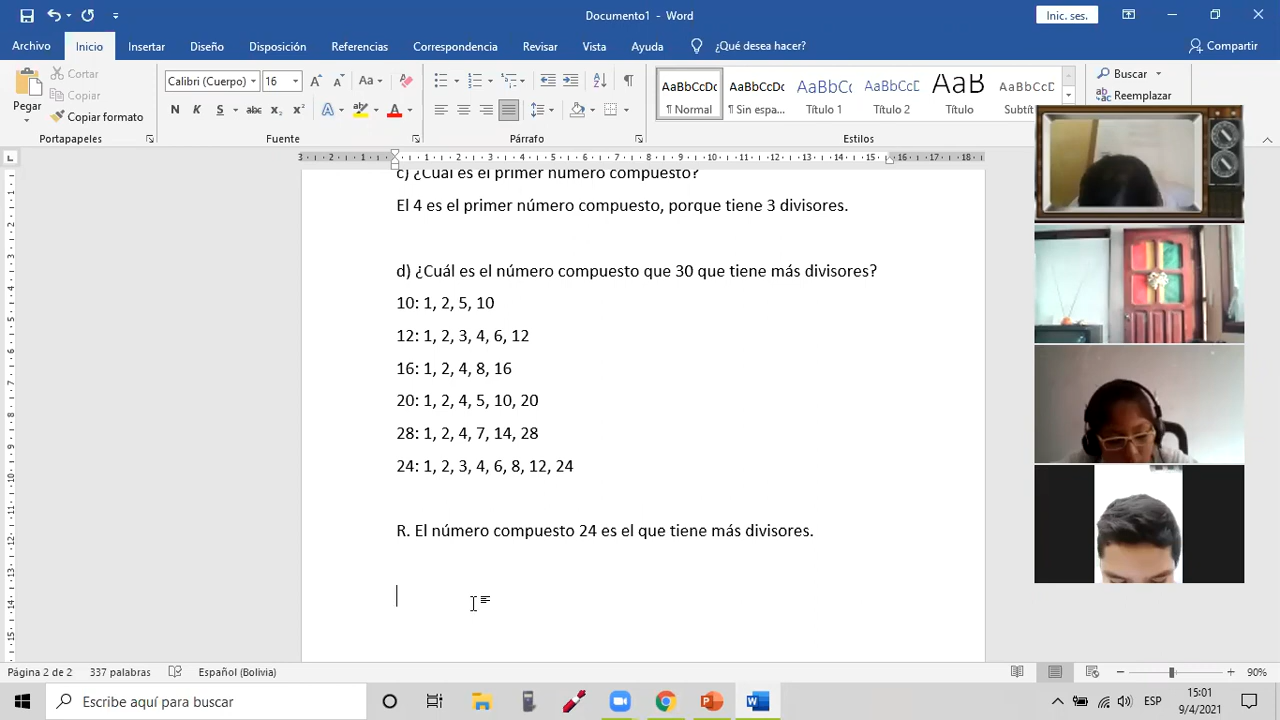 Documento1 - Word
Inic. ses.
Archivo Inicio Insertar Diseño Disposición Referencias Correspondencia Revisar Vista Ayuda ¿Qué desea hacer? Compartir
Pegar
Cortar
Copiar
Copiar formato
Portapapeles
Calibri (Cuerpo) 16
N K S abc x₂ x²
Fuente
Párrafo
AaBbCcDc AaBbCcDc AaBbCc AaBbCcD AaB AaBbCcD
¶ Normal ¶ Sin espa... Título 1 Título 2 Título Subtít
Estilos
Buscar
Reemplazar
c) ¿Cuál es el primer número compuesto?
El 4 es el primer número compuesto, porque tiene 3 divisores.
d) ¿Cuál es el número compuesto que 30 que tiene más divisores?
10: 1, 2, 5, 10
12: 1, 2, 3, 4, 6, 12
16: 1, 2, 4, 8, 16
20: 1, 2, 4, 5, 10, 20
28: 1, 2, 4, 7, 14, 28
24: 1, 2, 3, 4, 6, 8, 12, 24
R. El número compuesto 24 es el que tiene más divisores.
Página 2 de 2 337 palabras Español (Bolivia) 90%
Escribe aquí para buscar
ESP
15:01
9/4/2021